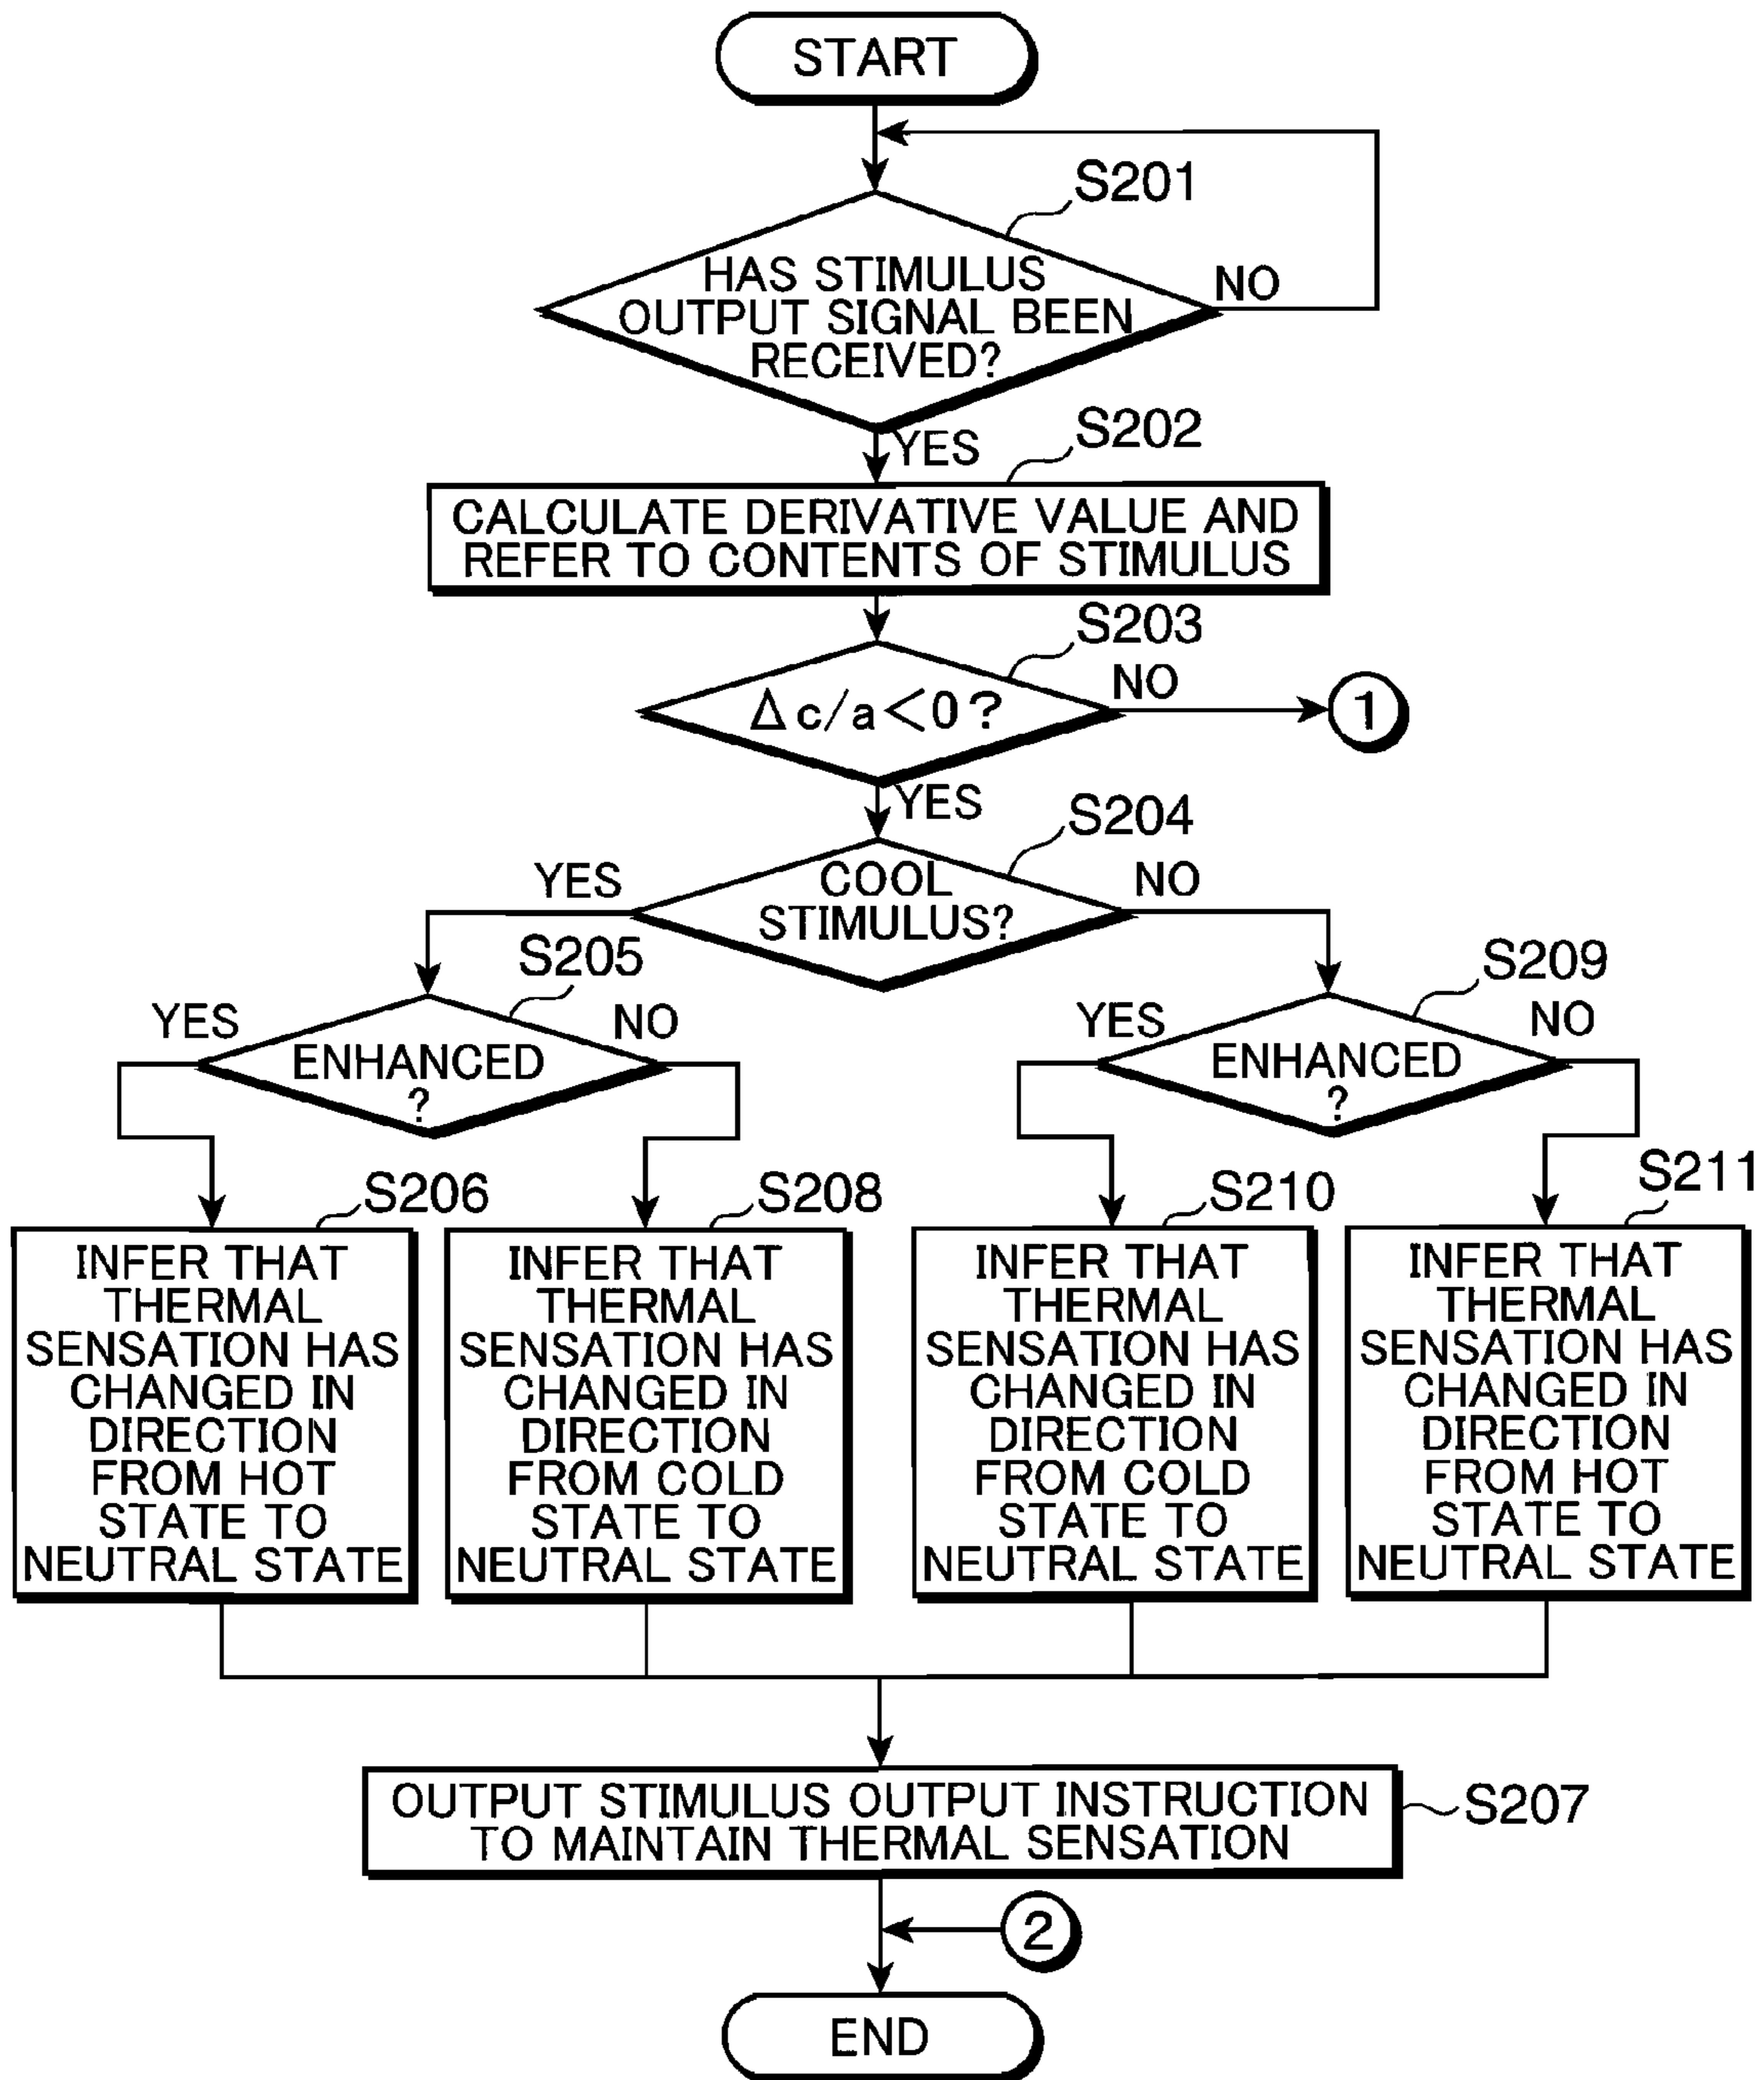 START
S201
HAS STIMULUS
OUTPUT SIGNAL BEEN
RECEIVED?
NO
YES
S202
CALCULATE DERIVATIVE VALUE AND
REFER TO CONTENTS OF STIMULUS
S203
Δc/a<0?
NO
1
YES
S204
COOL
STIMULUS?
YES
NO
S205
ENHANCED
?
YES
NO
S209
ENHANCED
?
YES
NO
S206
INFER THAT
THERMAL
SENSATION HAS
CHANGED IN
DIRECTION
FROM HOT
STATE TO
NEUTRAL STATE
S208
INFER THAT
THERMAL
SENSATION HAS
CHANGED IN
DIRECTION
FROM COLD
STATE TO
NEUTRAL STATE
S210
INFER THAT
THERMAL
SENSATION HAS
CHANGED IN
DIRECTION
FROM COLD
STATE TO
NEUTRAL STATE
S211
INFER THAT
THERMAL
SENSATION HAS
CHANGED IN
DIRECTION
FROM HOT
STATE TO
NEUTRAL STATE
OUTPUT STIMULUS OUTPUT INSTRUCTION
TO MAINTAIN THERMAL SENSATION
S207
2
END